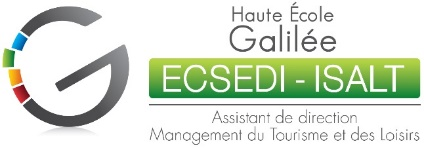 Haute École
Galilée
ECSEDI - ISALT
Assistant de direction
Management du Tourisme et des Loisirs